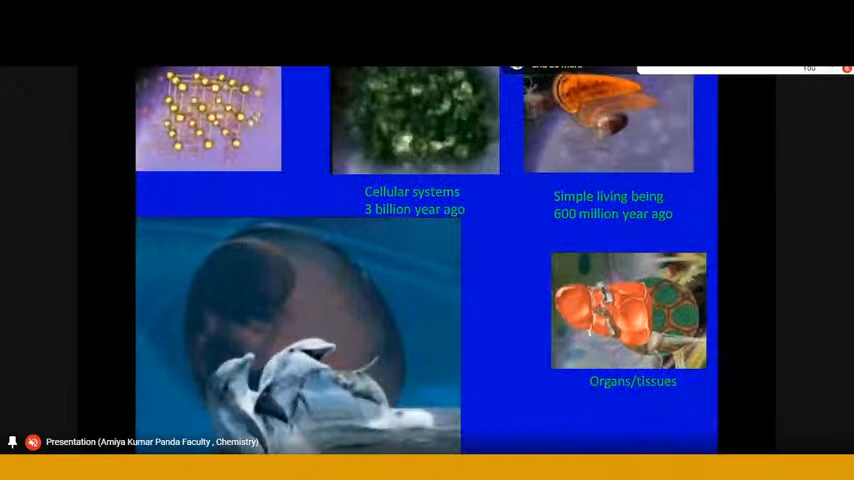 You
Cellular systems
3 billion year ago
Simple living being
600 million year ago
Organs/tissues
Presentation (Amiya Kumar Panda Faculty , Chemistry)